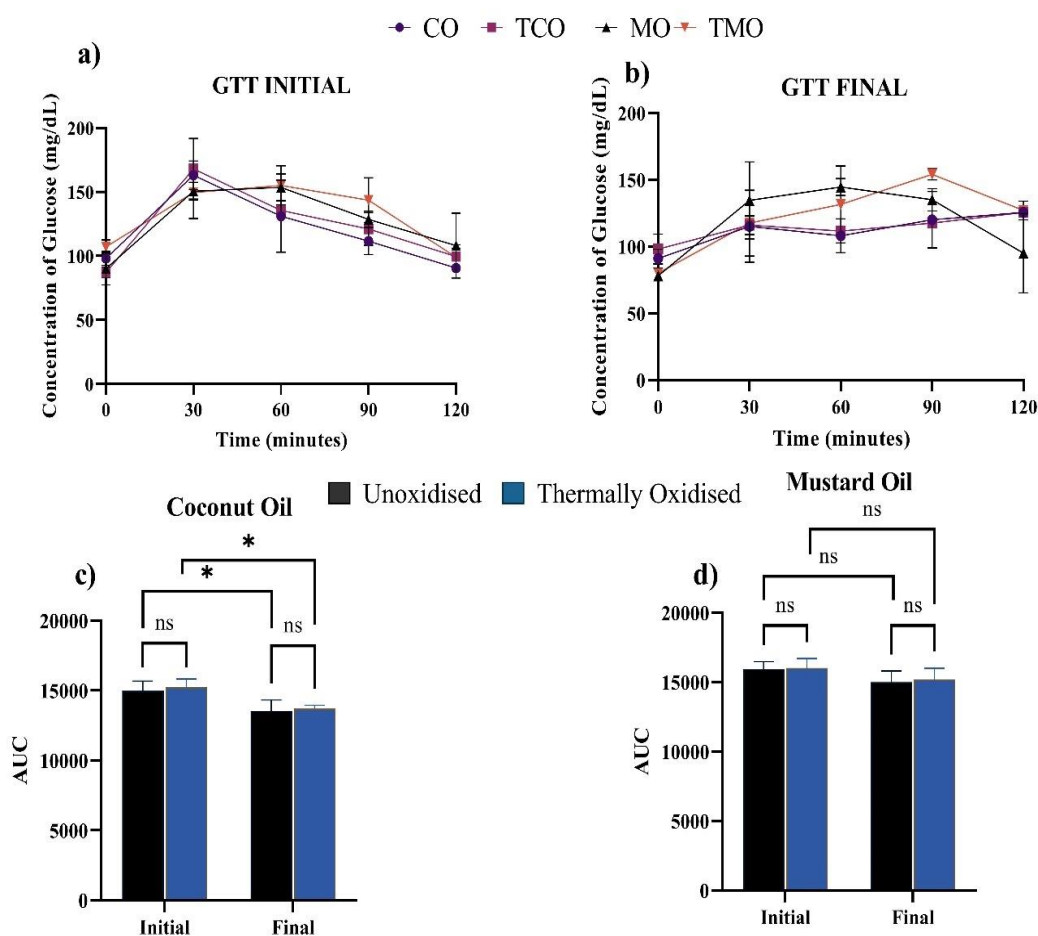 CO TCO MO TMO
a)
GTT INITIAL
Concentration of Glucose (mg/dL)
200
150
100
50
0
0 30 60 90 120
Time (minutes)
b)
GTT FINAL
Concentration of Glucose (mg/dL)
200
150
100
50
0
0 30 60 90 120
Time (minutes)
Unoxidised Thermally Oxidised
Coconut Oil
c)
*
*
ns
ns
AUC
20000
15000
10000
5000
0
Initial Final
Mustard Oil
d)
ns
ns
ns
ns
AUC
20000
15000
10000
5000
0
Initial Final